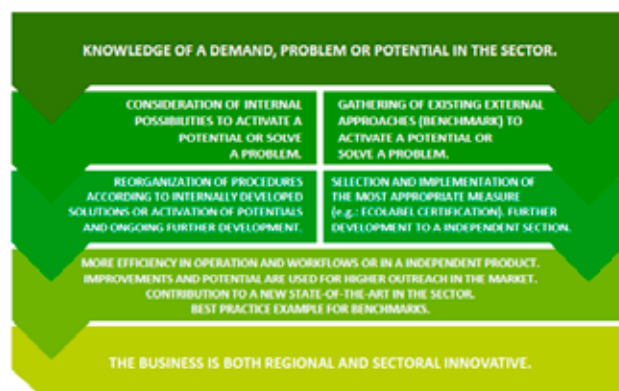 KNOWLEDGE OF A DEMAND, PROBLEM OR POTENTIAL IN THE SECTOR.
CONSIDERATION OF INTERNAL
POSSIBILITIES TO ACTIVATE A
POTENTIAL OR SOLVE
A PROBLEM.
GATHERING OF EXISTING EXTERNAL
APPROACHES (BENCHMARK) TO
ACTIVATE A POTENTIAL OR
SOLVE A PROBLEM.
REORGANIZATION OF PROCEDURES
ACCORDING TO INTERNALLY DEVELOPED
SOLUTIONS OR ACTIVATION OF POTENTIALS
AND ONGOING FURTHER DEVELOPMENT.
SELECTION AND IMPLEMENTATION OF
THE MOST APPROPRIATE MEASURE
(e.g.: ECOLABEL CERTIFICATION). FURTHER
DEVELOPMENT TO A INDEPENDENT SECTION.
MORE EFFICIENCY IN OPERATION AND WORKFLOWS OR IN A INDEPENDENT PRODUCT.
IMPROVEMENTS AND POTENTIAL ARE USED FOR HIGHER OUTREACH IN THE MARKET.
CONTRIBUTION TO A NEW STATE-OF-THE-ART IN THE SECTOR.
BEST PRACTICE EXAMPLE FOR BENCHMARKS.
THE BUSINESS IS BOTH REGIONAL AND SECTORAL INNOVATIVE.